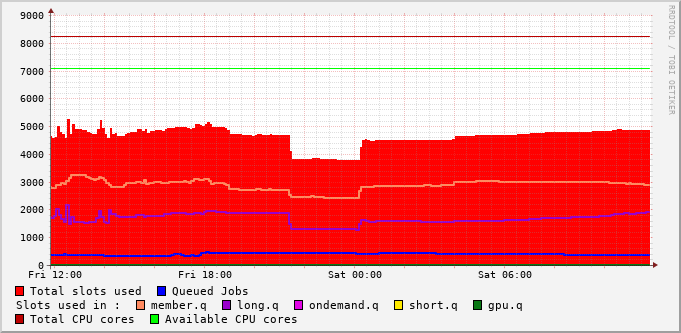 9000
8000
7000
6000
5000
4000
3000
2000
1000
0
Fri 12:00 Fri 18:00 Sat 00:00 Sat 06:00
Total slots used Queued Jobs
Slots used in : member.q long.q ondemand.q short.q gpu.q
Total CPU cores Available CPU cores
RRDTOOL / TOBI OETIKER